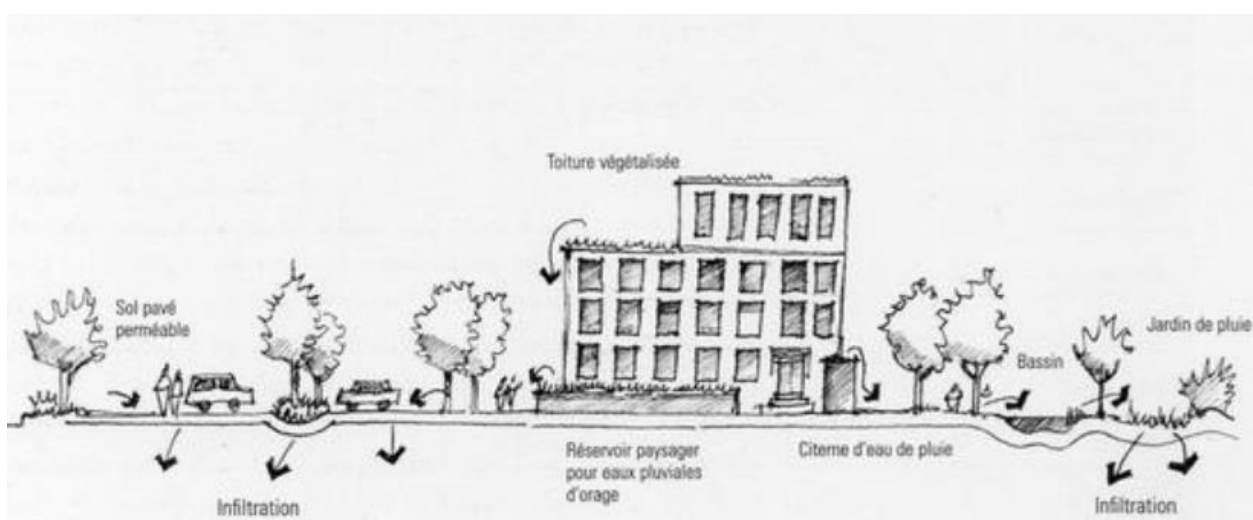 Toiture végétalisée
Sol pavé
perméable
Jardin de pluie
Bassin
Réservoir paysager
pour eaux pluviales
d'orage
Citerne d'eau de pluie
Infiltration
Infiltration